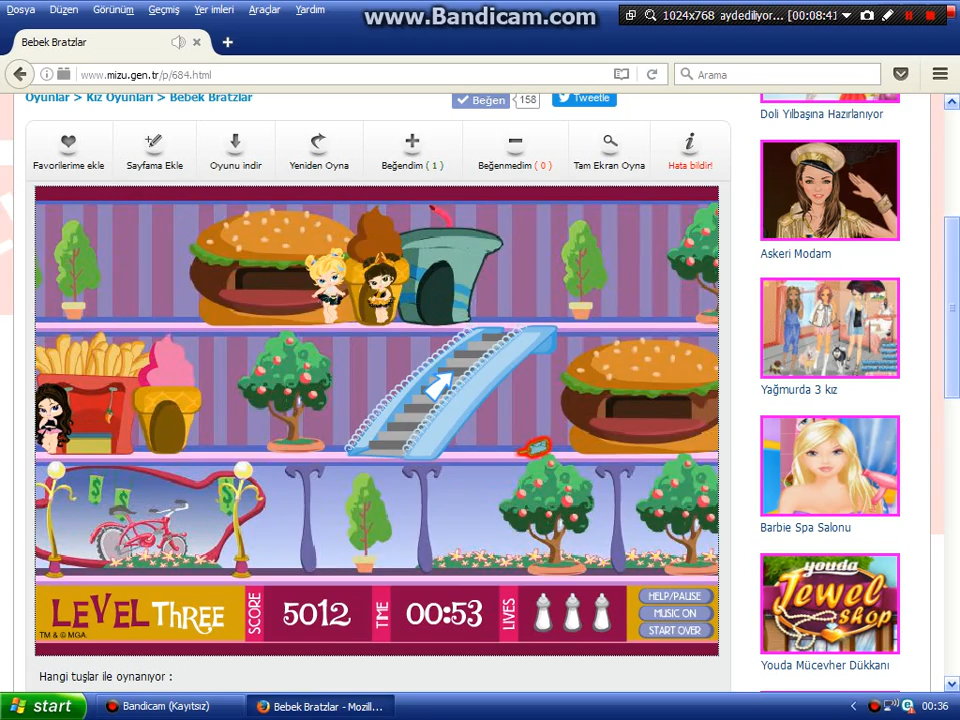 Dosya Düzen Görünüm Geçmiş Yer imleri Araçlar Yardım
www.Bandicam.com
1024x768 aydediliyor... [00:08:41]
Bebek Bratzlar
www.mizu.gen.tr/p/684.html
Arama
Oyunlar > Kız Oyunları > Bebek Bratzlar
Beğen 158
Tweetle
Favorilerime ekle
Sayfama Ekle
Oyunu indir
Yeniden Oyna
Beğendim ( 1 )
Beğenmedim ( 0 )
Tam Ekran Oyna
Hata bildir!
Doli Yılbaşına Hazırlanıyor
Askeri Modam
Yağmurda 3 kız
Barbie Spa Salonu
youda
Jewel
shop
Youda Mücevher Dükkanı
$ $ $
LEVEL THREE
TM & © MGA.
SCORE
5012
TIME
00:53
LIVES
HELP/PAUSE
MUSIC ON
START OVER
Hangi tuşlar ile oynanıyor :
start
Bandicam (Kayıtsız)
Bebek Bratzlar - Mozill...
00:36